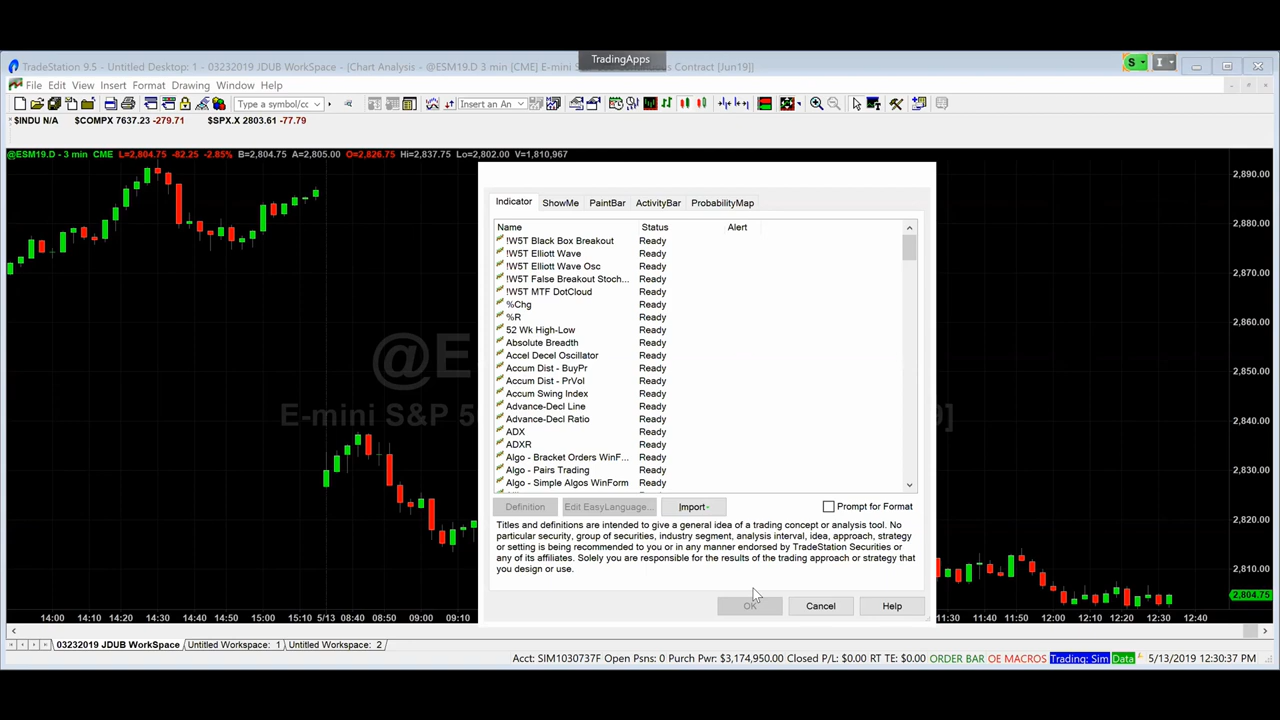 TradingApps
TradeStation 9.5 - Untitled Desktop: 1 - 03232019 JDUB WorkSpace - [Chart Analysis - @ESM19.D 3 min [CME] E-mini S&P Contract [Jun19]]
S I
File Edit View Insert Format Drawing Window Help
Type a symbol/cc Insert an
$INDU N/A $COMPX 7637.23 -279.71 $SPX.X 2803.61 -77.79
@ESM19.D - 3 min CME L=2,804.75 -82.25 -2.85% B=2,804.75 A=2,805.00 O=2,826.75 Hi=2,837.75 Lo=2,802.00 V=1,810,967
Indicator ShowMe PaintBar ActivityBar ProbabilityMap
Name Status Alert
!W5T Black Box Breakout Ready
!W5T Elliott Wave Ready
!W5T Elliott Wave Osc Ready
!W5T False Breakout Stoch... Ready
!W5T MTF DotCloud Ready
%Chg Ready
%R Ready
52 Wk High-Low Ready
Absolute Breadth Ready
Accel Decel Oscillator Ready
Accum Dist - BuyPr Ready
Accum Dist - PrVol Ready
Accum Swing Index Ready
Advance-Decl Line Ready
Advance-Decl Ratio Ready
ADX Ready
ADXR Ready
Algo - Bracket Orders WinF... Ready
Algo - Pairs Trading Ready
Algo - Simple Algos WinForm Ready
Definition Edit EasyLanguage... Import Prompt for Format
Titles and definitions are intended to give a general idea of a trading concept or analysis tool. No
particular security, group of securities, industry segment, analysis interval, idea, approach, strategy
or setting is being recommended to you or in any manner endorsed by TradeStation Securities or
any of its affiliates. Solely you are responsible for the results of the trading approach or strategy that
you design or use.
OK Cancel Help
@E
E-mini S&P 5
]
2,890.00
2,880.00
2,870.00
2,860.00
2,850.00
2,840.00
2,830.00
2,820.00
2,810.00
2,804.75
14:00 14:30 14:50 15:00 15:10 5/13 08:40 08:50 09:00 09:10 11:30 11:40 11:50 12:00 12:10 12:20 12:30 12:40
03232019 JDUB WorkSpace Untitled Workspace: 1 Untitled Workspace: 2
Acct: SIM1030737F Open Psns: 0 Purch Pwr: $3,174,950.00 Closed P/L: $0.00 RT TE: $0.00 ORDER BAR OE MACROS Trading: Sim Data 5/13/2019 12:30:37 PM